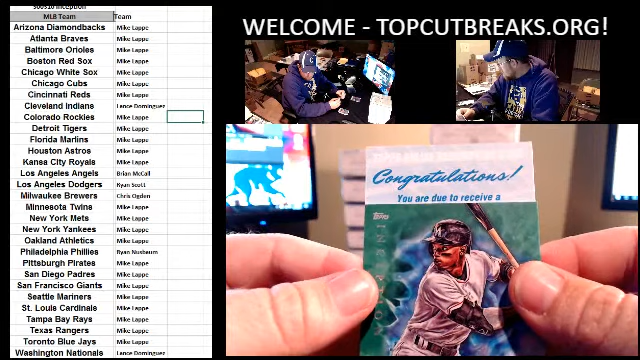 300S10 Inception
MLB Team Team
Arizona Diamondbacks Mike Lappe
Atlanta Braves Mike Lappe
Baltimore Orioles Mike Lappe
Boston Red Sox Mike Lappe
Chicago White Sox Mike Lappe
Chicago Cubs Mike Lappe
Cincinnati Reds Mike Lappe
Cleveland Indians Lance Dominguez
Colorado Rockies Mike Lappe
Detroit Tigers Mike Lappe
Florida Marlins Mike Lappe
Houston Astros Mike Lappe
Kansa City Royals Mike Lappe
Los Angeles Angels Brian McCall
Los Angeles Dodgers Ryan Scott
Milwaukee Brewers Chris Ogden
Minnesota Twins Mike Lappe
New York Mets Mike Lappe
New York Yankees Mike Lappe
Oakland Athletics Mike Lappe
Philadelphia Phillies Ryan Nusbeum
Pittsburgh Pirates Mike Lappe
San Diego Padres Mike Lappe
San Francisco Giants Mike Lappe
Seattle Mariners Mike Lappe
St. Louis Cardinals Mike Lappe
Tampa Bay Rays Mike Lappe
Texas Rangers Mike Lappe
Toronto Blue Jays Mike Lappe
Washington Nationals Lance Dominguez
WELCOME - TOPCUTBREAKS.ORG!
Congratulations!
You are due to receive a
Topps
INCEPTION